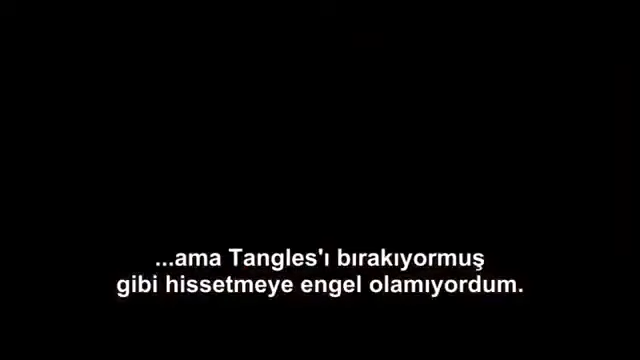 ...ama Tangles'ı bırakıyormuş
gibi hissetmeye engel olamıyordum.